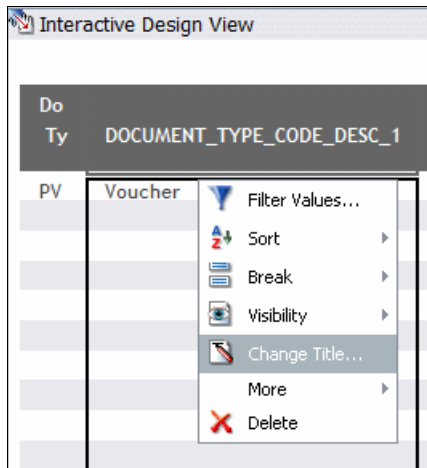 Interactive Design View
Do
Ty DOCUMENT_TYPE_CODE_DESC_1
PV Voucher
Filter Values...
Sort
Break
Visibility
Change Title...
More
Delete